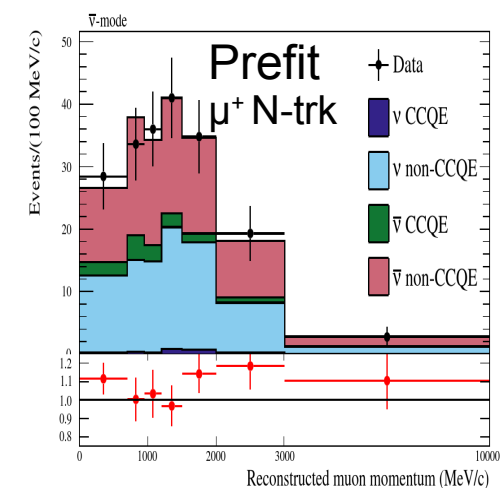 ν̅-mode
Prefit
μ⁺ N-trk
Events/(100 MeV/c)
50
40
30
20
10
0
Data
ν CCQE
ν non-CCQE
ν̅ CCQE
ν̅ non-CCQE
1.2
1.1
1.0
0.9
0.8
0 1000 2000 3000 10000
Reconstructed muon momentum (MeV/c)